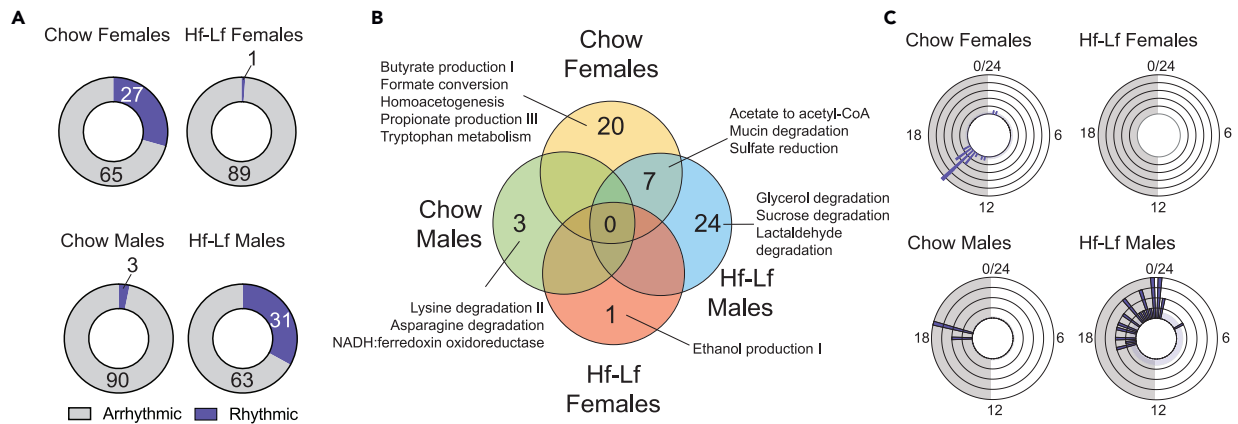 A
Chow Females
Hf-Lf Females
1
27
65
89
Chow Males
Hf-Lf Males
3
31
90
63
Arrhythmic
Rhythmic
B
Chow
Females
Butyrate production I
Formate conversion
Homoacetogenesis
Propionate production III
Tryptophan metabolism
20
Acetate to acetyl-CoA
Mucin degradation
Sulfate reduction
7
Chow
Males
3
0
24
Glycerol degradation
Sucrose degradation
Lactaldehyde
degradation
Hf-Lf
Males
Lysine degradation II
Asparagine degradation
NADH:ferredoxin oxidoreductase
1
Ethanol production I
Hf-Lf
Females
C
Chow Females
Hf-Lf Females
0/24
18
6
12
0/24
18
6
12
Chow Males
Hf-Lf Males
0/24
18
6
12
0/24
18
6
12